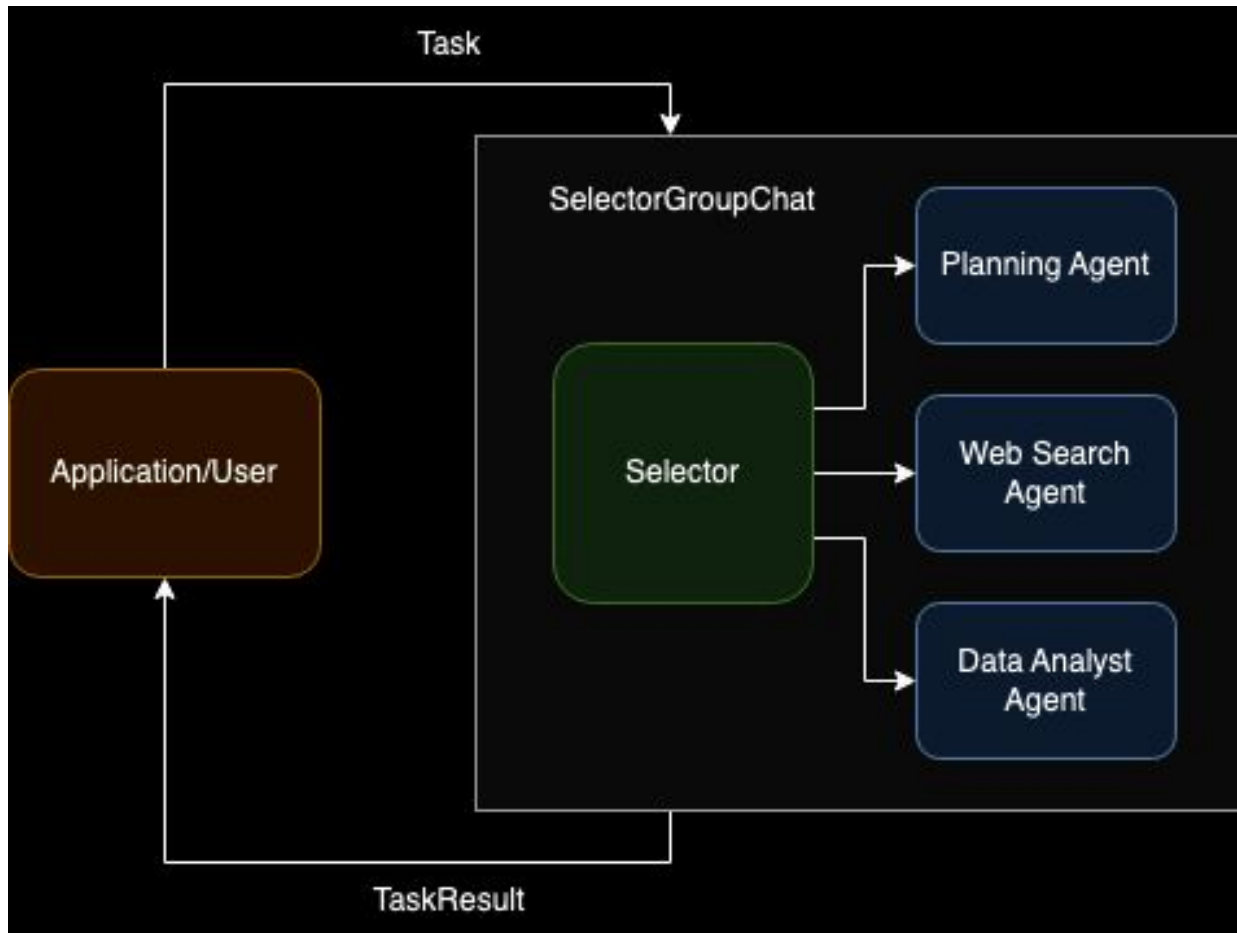 Task
SelectorGroupChat
Planning Agent
Application/User
Selector
Web Search
Agent
Data Analyst
Agent
TaskResult